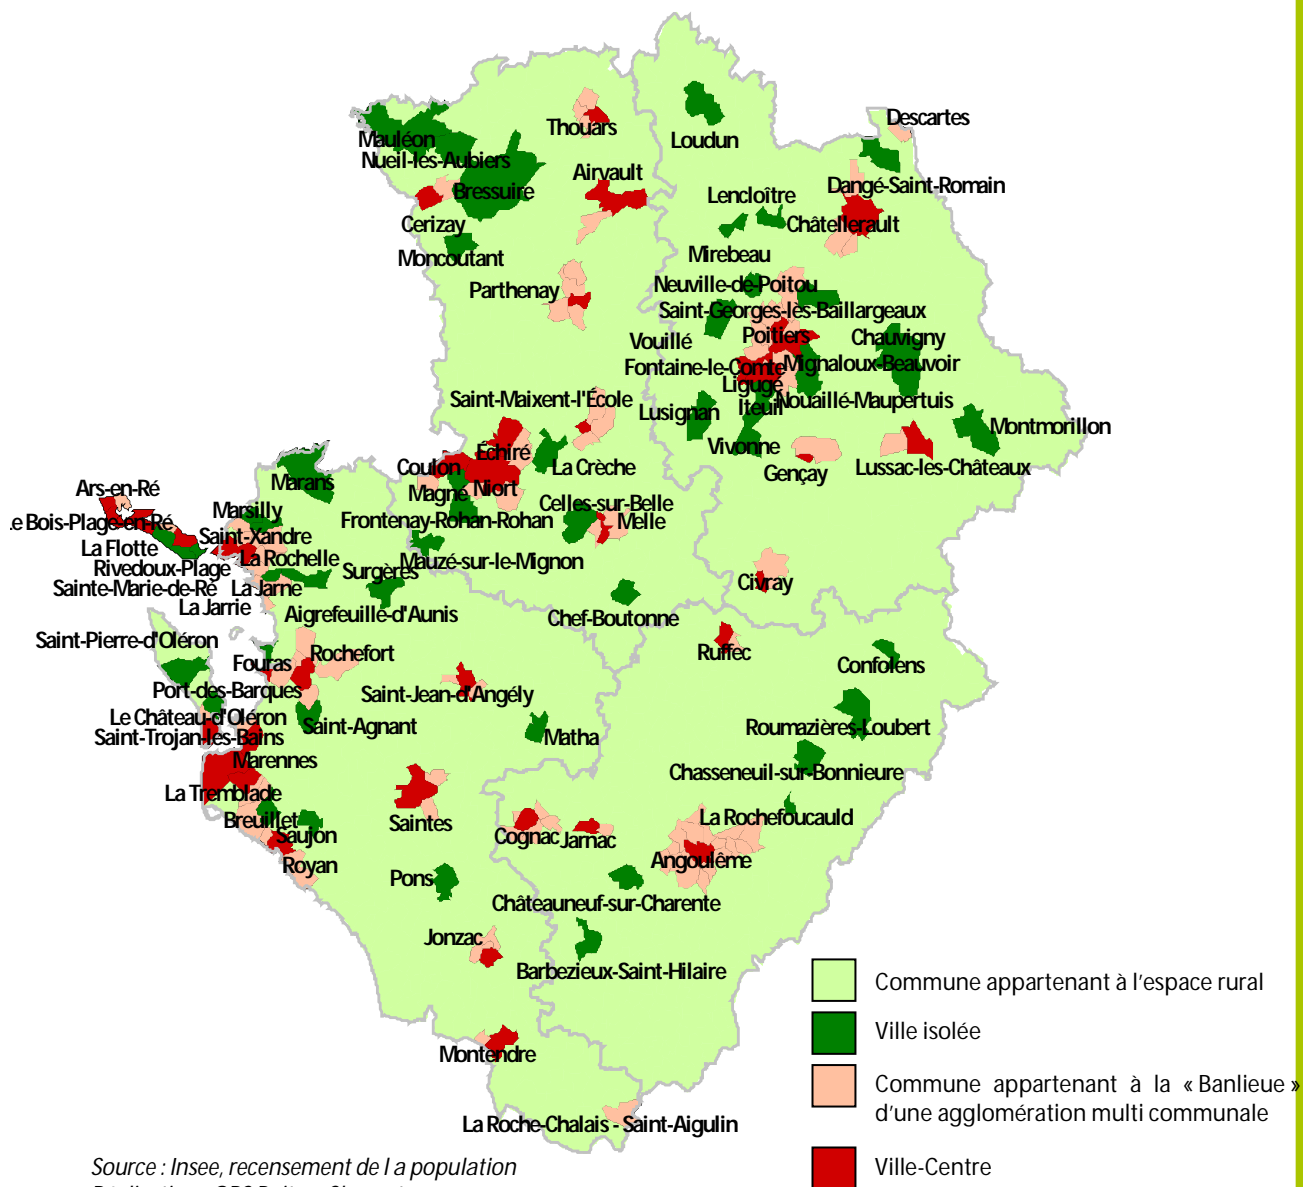 Descartes
Thouars
Loudun
Mauléon
Nueil-les-Aubiers
Airvault
Bressuire
Dangé-Saint-Romain
Lencloître
Cerizay
Châtellerault
Moncoutant
Mirebeau
Parthenay
Neuville-de-Poitou
Saint-Georges-lès-Baillargeaux
Vouillé
Poitiers
Chauvigny
Fontaine-le-Comte
Mignaloux-Beauvoir
Ligugé
Saint-Maixent-l'École
Nouaillé-Maupertuis
Iteuil
Lusignan
Montmorillon
Vivonne
Échiré
Coulon
La Crèche
Gençay
Lussac-les-Châteaux
Marans
Ars-en-Ré
Magné
Niort
Celles-sur-Belle
Marsilly
Frontenay-Rohan-Rohan
Melle
e Bois-Plage-en-Ré
Saint-Xandre
La Flotte
La Rochelle
Mauzé-sur-le-Mignon
Rivedoux-Plage
Surgères
Civray
Sainte-Marie-de-Ré
La Jarne
La Jarrie
Aigrefeuille-d'Aunis
Chef-Boutonne
Saint-Pierre-d'Oléron
Rochefort
Ruffec
Fouras
Confolens
Port-des-Barques
Saint-Jean-d'Angély
Le Château-d'Oléron
Saint-Agnant
Roumazières-Loubert
Saint-Trojan-les-Bains
Matha
Marennes
Chasseneuil-sur-Bonnieure
La Tremblade
Breuillet
Saintes
La Rochefoucauld
Saujon
Cognac
Jarnac
Royan
Angoulême
Pons
Châteauneuf-sur-Charente
Jonzac
Barbezieux-Saint-Hilaire
Montendre
La Roche-Chalais - Saint-Aigulin
Commune appartenant à l'espace rural
Ville isolée
Commune appartenant à la « Banlieue »
d'une agglomération multi communale
Ville-Centre
Source : Insee, recensement de l a population